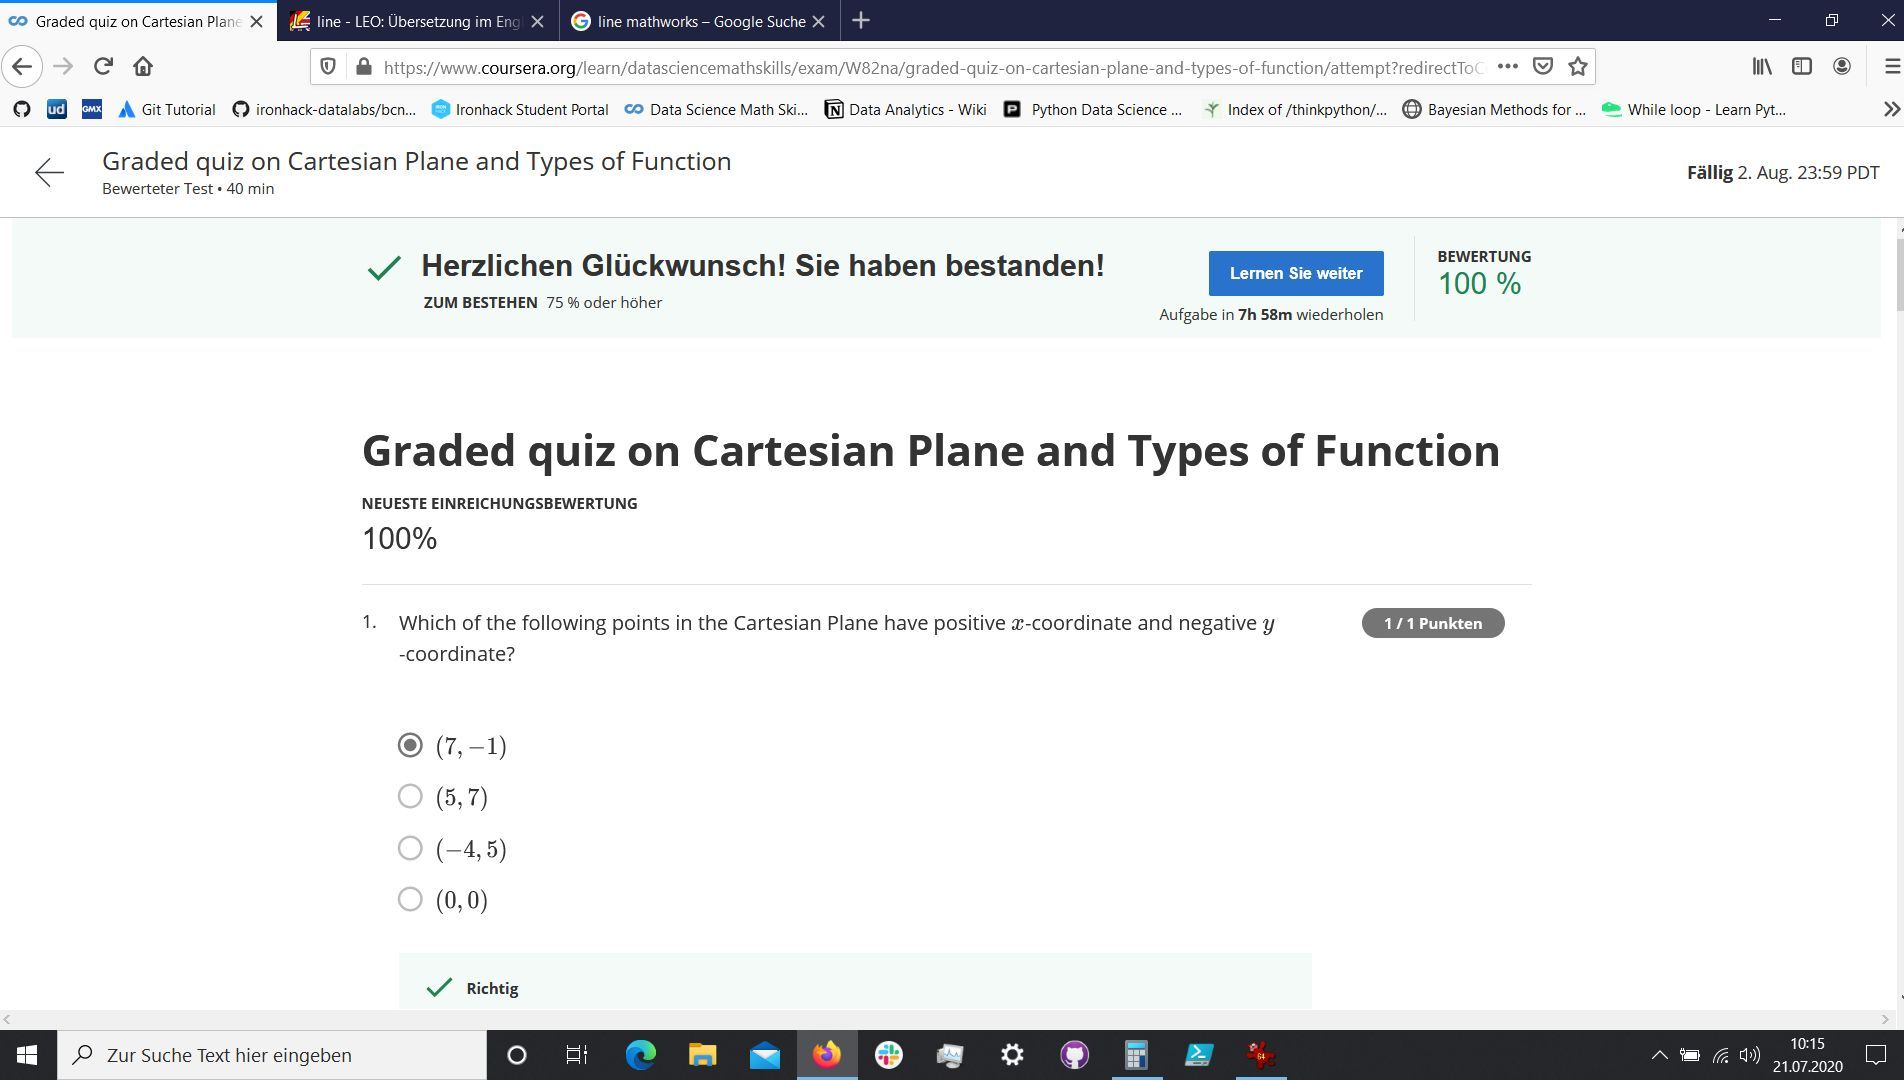 Graded quiz on Cartesian Plane
line - LEO: Übersetzung im Eng
line mathworks – Google Suche
https://www.coursera.org/learn/datasciencemathskills/exam/W82na/graded-quiz-on-cartesian-plane-and-types-of-function/attempt?redirectToC
ud
GMX
Git Tutorial
ironhack-datalabs/bcn...
Ironhack Student Portal
Data Science Math Ski...
Data Analytics - Wiki
Python Data Science ...
Index of /thinkpython/...
Bayesian Methods for ...
While loop - Learn Pyt...
Graded quiz on Cartesian Plane and Types of Function
Bewerteter Test • 40 min
Fällig 2. Aug. 23:59 PDT
Herzlichen Glückwunsch! Sie haben bestanden!
ZUM BESTEHEN 75 % oder höher
Lernen Sie weiter
Aufgabe in 7h 58m wiederholen
BEWERTUNG
100 %
Graded quiz on Cartesian Plane and Types of Function
NEUESTE EINREICHUNGSBEWERTUNG
100%
1. Which of the following points in the Cartesian Plane have positive x-coordinate and negative y
-coordinate?
1 / 1 Punkten
(7, −1)
(5, 7)
(−4, 5)
(0, 0)
Richtig
Zur Suche Text hier eingeben
64
10:15
21.07.2020